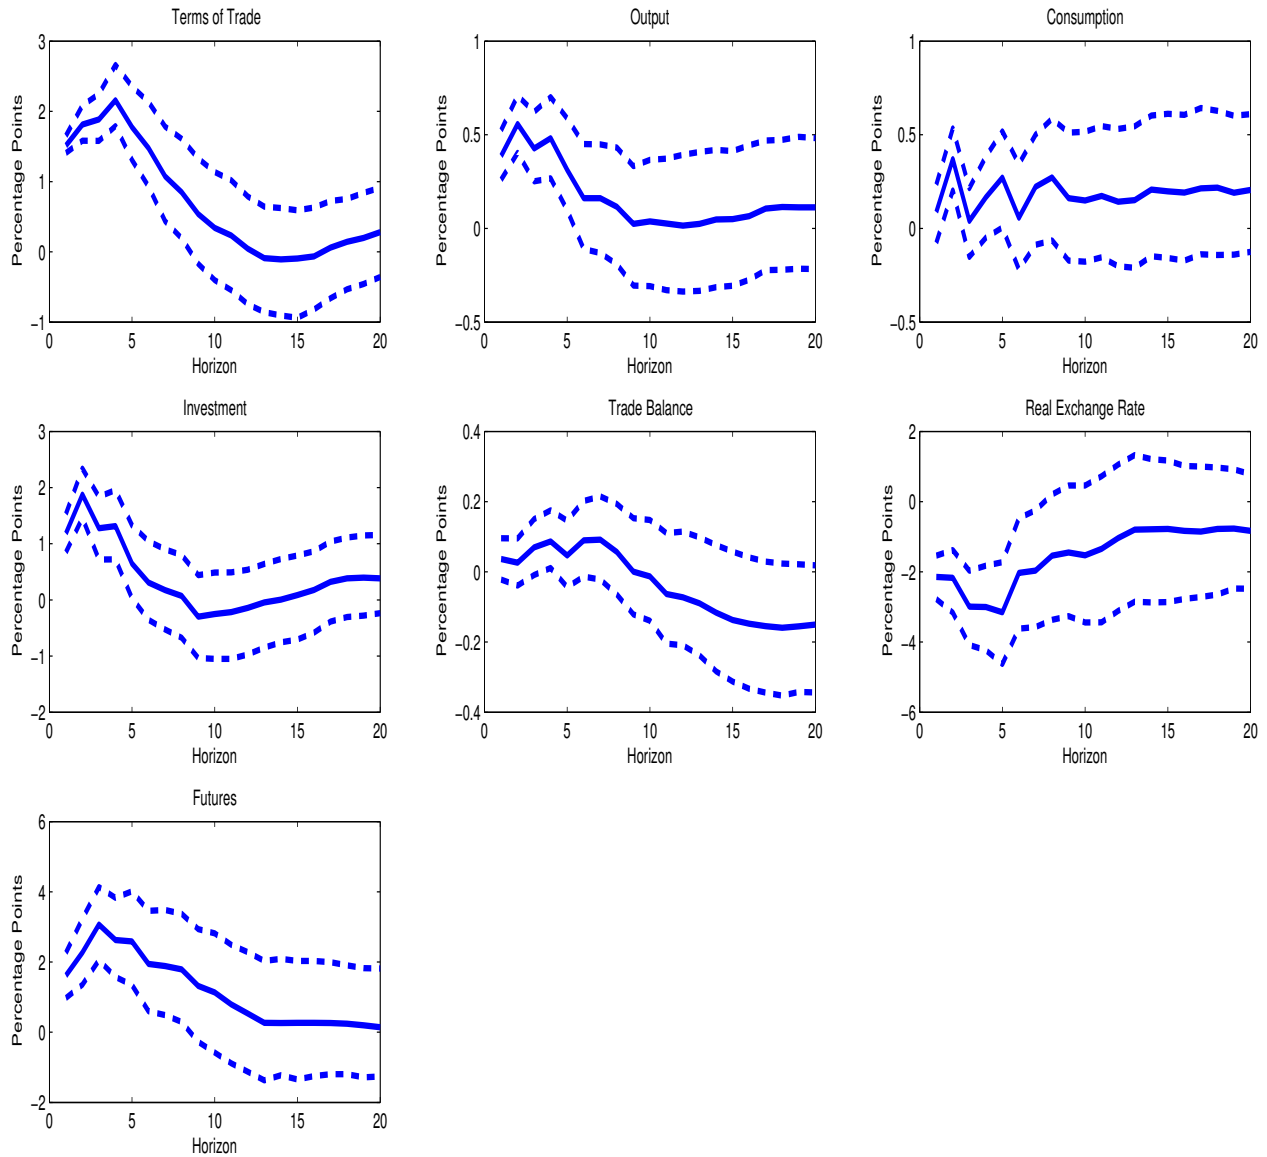 Terms of Trade
Percentage Points
3
2
1
0
−1
0 5 10 15 20
Horizon
Output
Percentage Points
1
0.5
0
−0.5
0 5 10 15 20
Horizon
Consumption
Percentage Points
1
0.5
0
−0.5
0 5 10 15 20
Horizon
Investment
Percentage Points
3
2
1
0
−1
−2
0 5 10 15 20
Horizon
Trade Balance
Percentage Points
0.4
0.2
0
−0.2
−0.4
0 5 10 15 20
Horizon
Real Exchange Rate
Percentage Points
2
0
−2
−4
−6
0 5 10 15 20
Horizon
Futures
Percentage Points
6
4
2
0
−2
0 5 10 15 20
Horizon